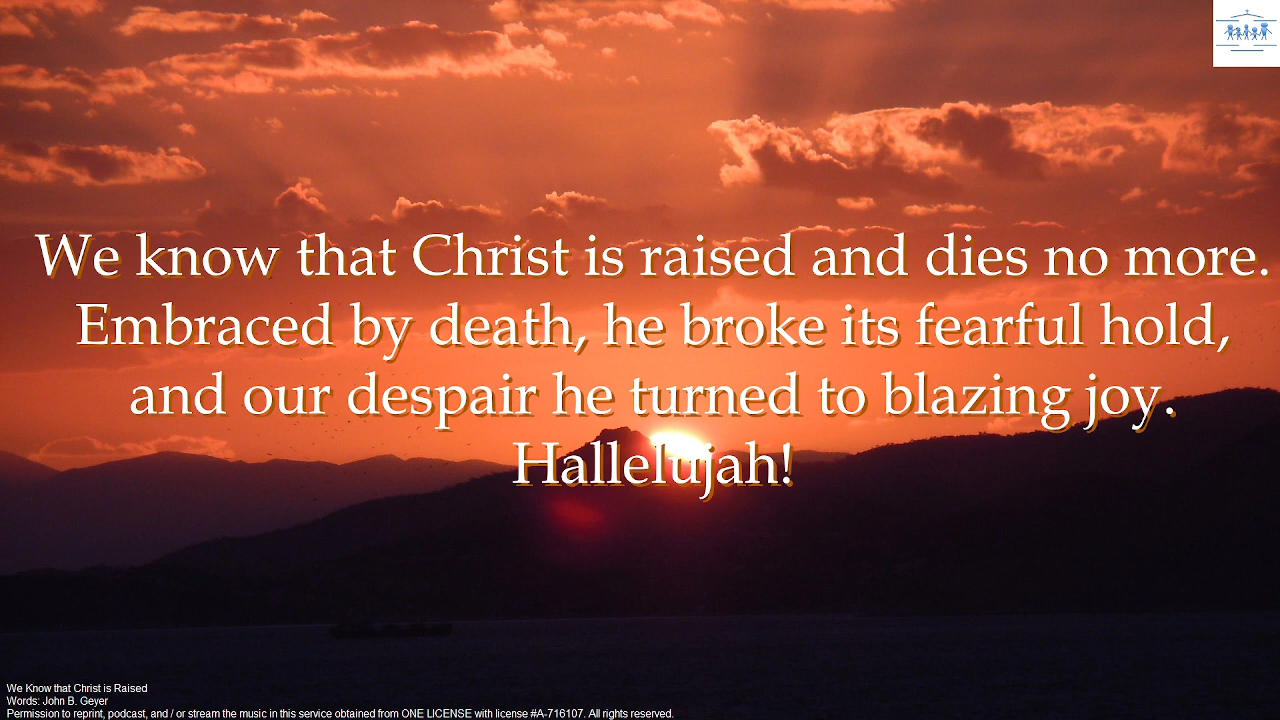 We know that Christ is raised and dies no more.
Embraced by death, he broke its fearful hold,
and our despair he turned to blazing joy.
Hallelujah!
We Know that Christ is Raised
Words: John B. Geyer
Permission to reprint, podcast, and / or stream the music in this service obtained from ONE LICENSE with license #A-716107. All rights reserved.